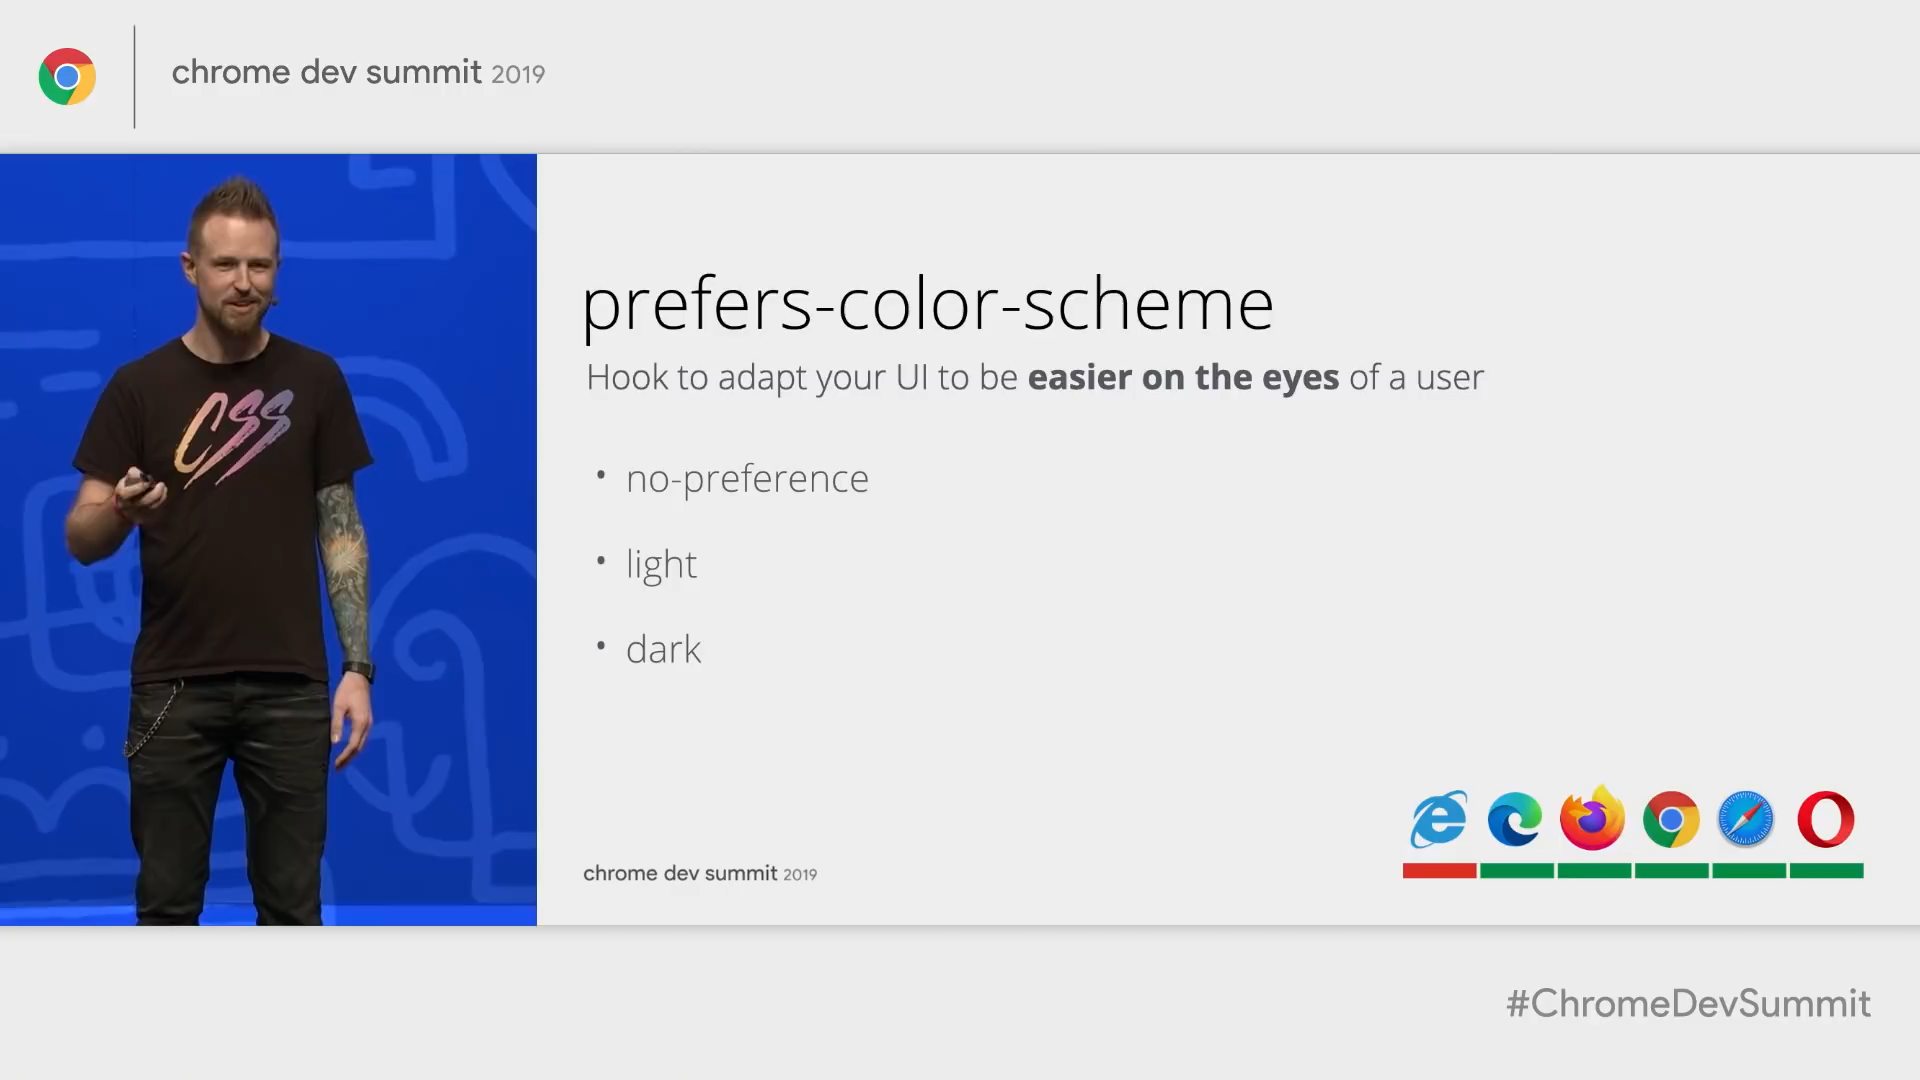 chrome dev summit 2019
CSS
prefers-color-scheme
Hook to adapt your UI to be easier on the eyes of a user
• no-preference
• light
• dark
chrome dev summit 2019
#ChromeDevSummit